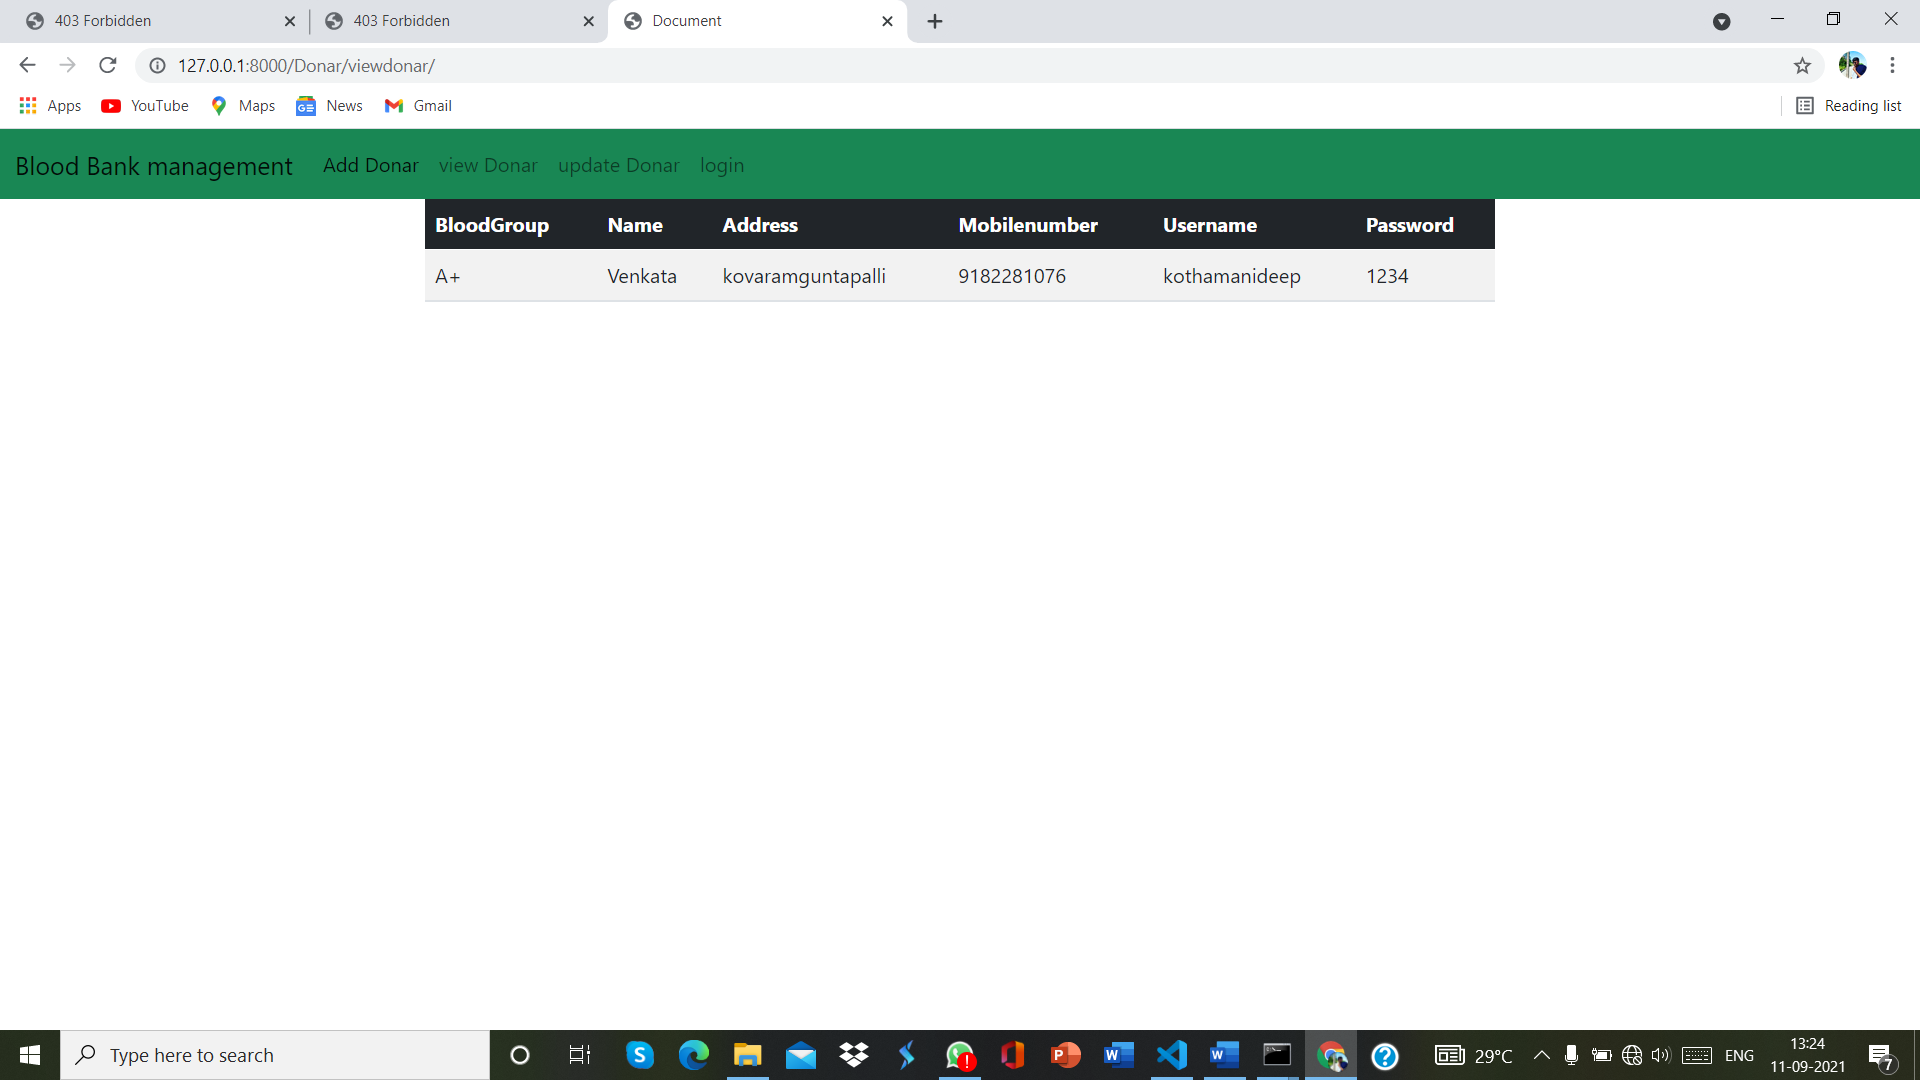 403 Forbidden 403 Forbidden Document
127.0.0.1:8000/Donar/viewdonar/
Apps YouTube Maps News Gmail Reading list
Blood Bank management Add Donar view Donar update Donar login
BloodGroup Name Address Mobilenumber Username Password
A+ Venkata kovaramguntapalli 9182281076 kothamanideep 1234
Type here to search 29°C ENG 13:24
11-09-2021 7